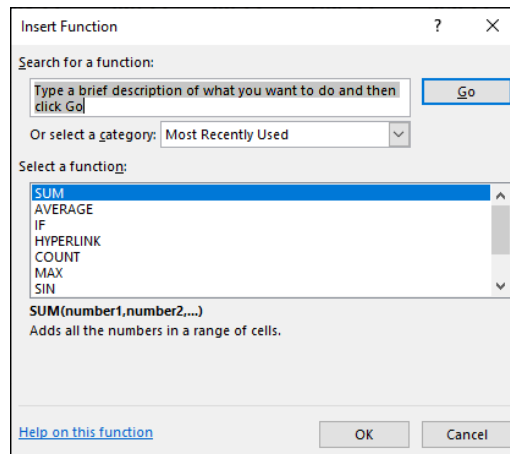 Insert Function
?
Search for a function:
Type a brief description of what you want to do and then
click Go
Go
Or select a category: Most Recently Used
Select a function:
SUM
AVERAGE
IF
HYPERLINK
COUNT
MAX
SIN
SUM(number1,number2,...)
Adds all the numbers in a range of cells.
Help on this function
OK
Cancel